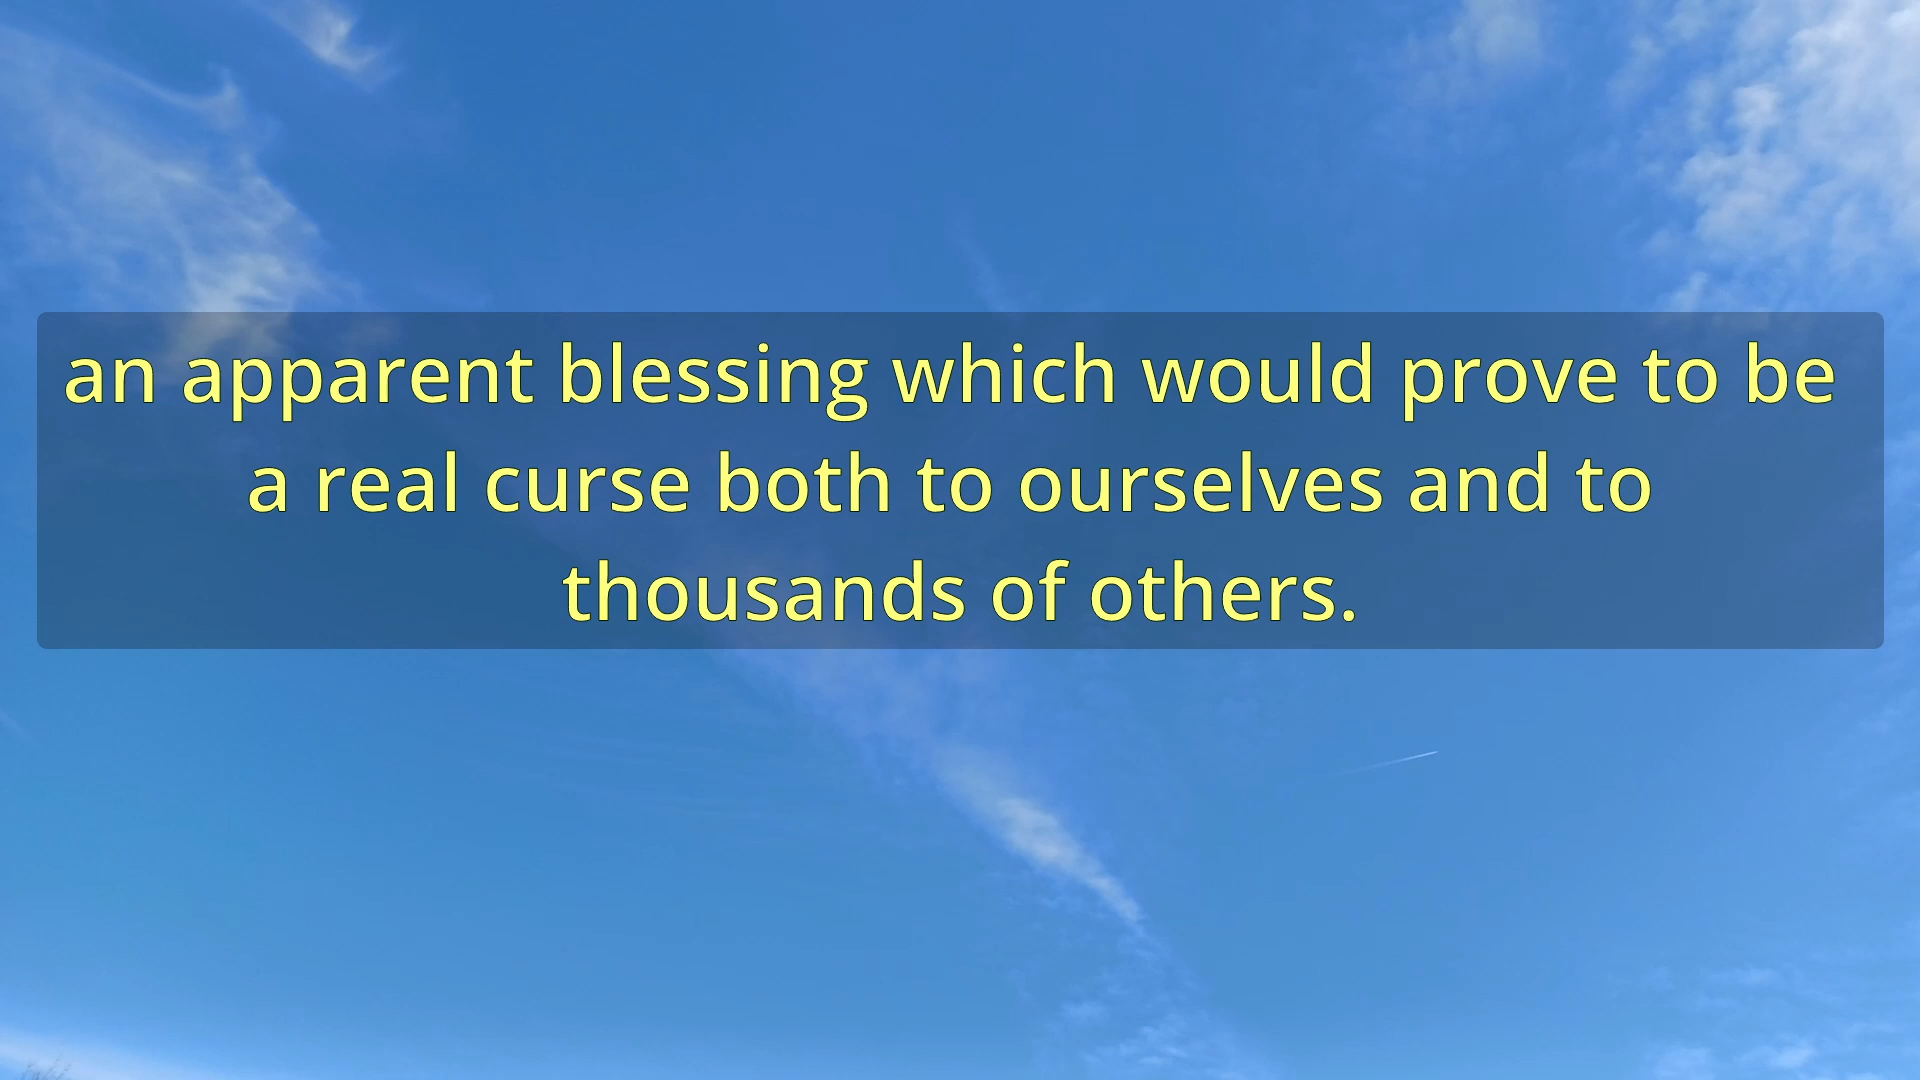 an apparent blessing which would prove to be
a real curse both to ourselves and to
thousands of others.